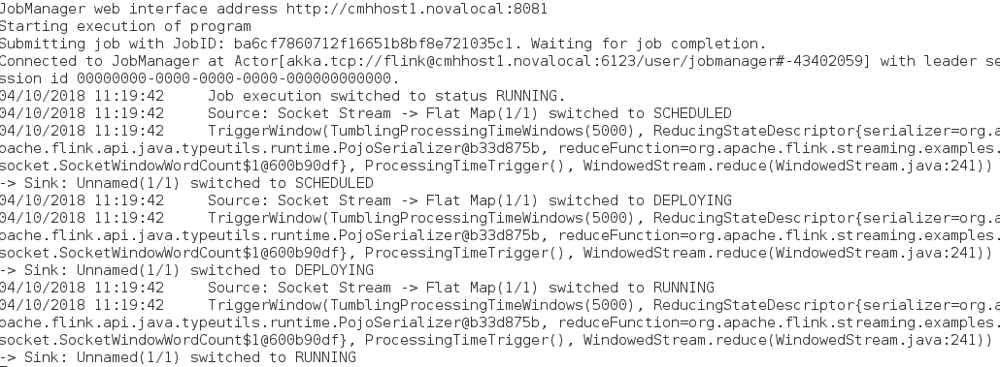 JobManager web interface address http://cmhhost1.novalocal:8081
Starting execution of program
Submitting job with JobID: ba6cf7860712f16651b8bf8e721035c1. Waiting for job completion.
Connected to JobManager at Actor[akka.tcp://flink@cmhhost1.novalocal:6123/user/jobmanager#-43402059] with leader se
ssion id 00000000-0000-0000-0000-000000000000.
04/10/2018 11:19:42     Job execution switched to status RUNNING.
04/10/2018 11:19:42     Source: Socket Stream -> Flat Map(1/1) switched to SCHEDULED
04/10/2018 11:19:42     TriggerWindow(TumblingProcessingTimeWindows(5000), ReducingStateDescriptor{serializer=org.a
pache.flink.api.java.typeutils.runtime.PojoSerializer@b33d875b, reduceFunction=org.apache.flink.streaming.examples.
socket.SocketWindowWordCount$1@600b90df}, ProcessingTimeTrigger(), WindowedStream.reduce(WindowedStream.java:241))
-> Sink: Unnamed(1/1) switched to SCHEDULED
04/10/2018 11:19:42     Source: Socket Stream -> Flat Map(1/1) switched to DEPLOYING
04/10/2018 11:19:42     TriggerWindow(TumblingProcessingTimeWindows(5000), ReducingStateDescriptor{serializer=org.a
pache.flink.api.java.typeutils.runtime.PojoSerializer@b33d875b, reduceFunction=org.apache.flink.streaming.examples.
socket.SocketWindowWordCount$1@600b90df}, ProcessingTimeTrigger(), WindowedStream.reduce(WindowedStream.java:241))
-> Sink: Unnamed(1/1) switched to DEPLOYING
04/10/2018 11:19:42     Source: Socket Stream -> Flat Map(1/1) switched to RUNNING
04/10/2018 11:19:42     TriggerWindow(TumblingProcessingTimeWindows(5000), ReducingStateDescriptor{serializer=org.a
pache.flink.api.java.typeutils.runtime.PojoSerializer@b33d875b, reduceFunction=org.apache.flink.streaming.examples.
socket.SocketWindowWordCount$1@600b90df}, ProcessingTimeTrigger(), WindowedStream.reduce(WindowedStream.java:241))
-> Sink: Unnamed(1/1) switched to RUNNING